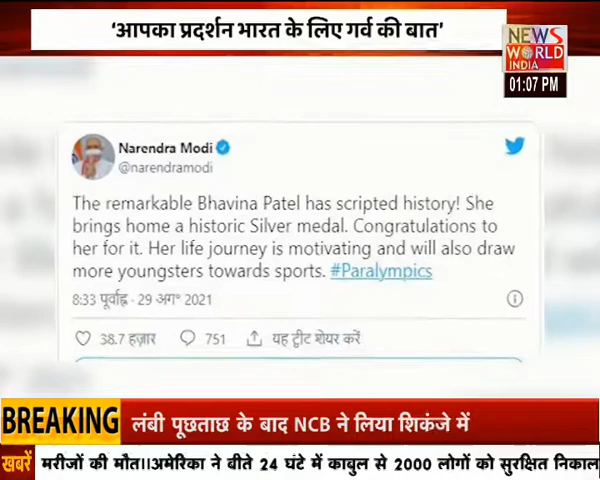 ‘आपका प्रदर्शन भारत के लिए गर्व की बात’
NEWS
WORLD
INDIA
01:07 PM
Narendra Modi
@narendramodi
The remarkable Bhavina Patel has scripted history! She
brings home a historic Silver medal. Congratulations to
her for it. Her life journey is motivating and will also draw
more youngsters towards sports. #Paralympics
8:33 पूर्वाह्न · 29 अग॰ 2021
38.7 हज़ार 751 यह ट्वीट शेयर करें
BREAKING लंबी पूछताछ के बाद NCB ने लिया शिकंजे में
खबरें मरीजों की मौत।।अमेरिका ने बीते 24 घंटे में काबुल से 2000 लोगों को सुरक्षित निकाल